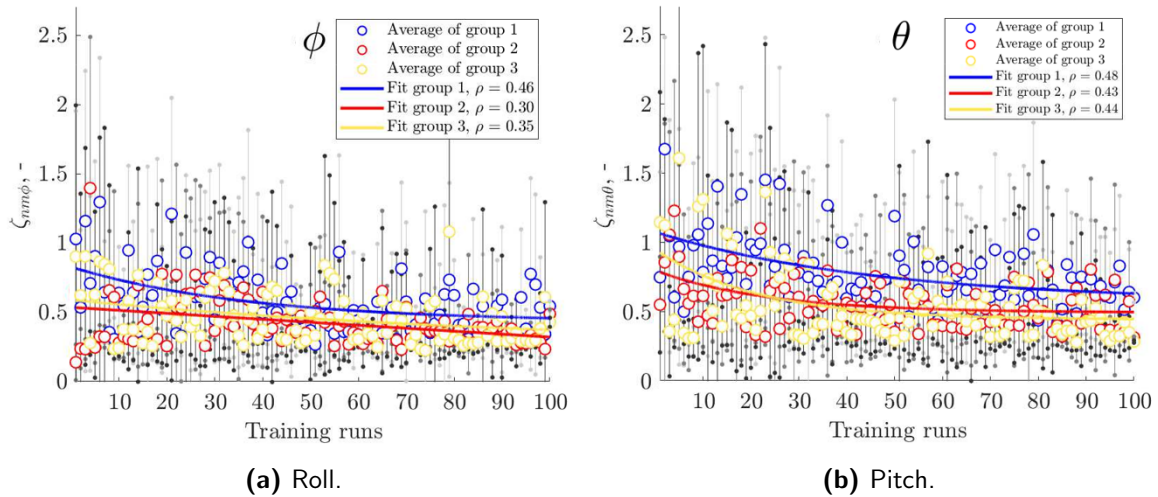 ϕ
Average of group 1
Average of group 2
Average of group 3
Fit group 1, ρ = 0.46
Fit group 2, ρ = 0.30
Fit group 3, ρ = 0.35
2.5
2
1.5
1
0.5
0
ζnmϕ, -
10 20 30 40 50 60 70 80 90 100
Training runs
(a) Roll.
θ
Average of group 1
Average of group 2
Average of group 3
Fit group 1, ρ = 0.48
Fit group 2, ρ = 0.43
Fit group 3, ρ = 0.44
2.5
2
1.5
1
0.5
0
ζnmθ, -
10 20 30 40 50 60 70 80 90 100
Training runs
(b) Pitch.